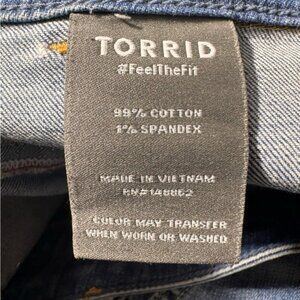 TORRID
#FeelTheFit
99% COTTON
1% SPANDEX
MADE IN VIETNAM
RN#148862
COLOR MAY TRANSFER
WHEN WORN OR WASHED